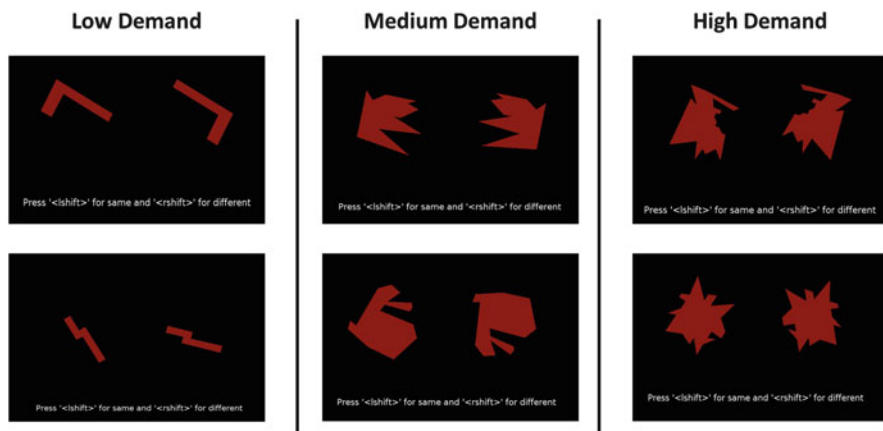 Low Demand
Medium Demand
High Demand
Press '<lshift>' for same and '<rshift>' for different
Press '<lshift>' for same and '<rshift>' for different
Press '<lshift>' for same and '<rshift>' for different
Press '<lshift>' for same and '<rshift>' for different
Press '<lshift>' for same and '<rshift>' for different
Press '<lshift>' for same and '<rshift>' for different